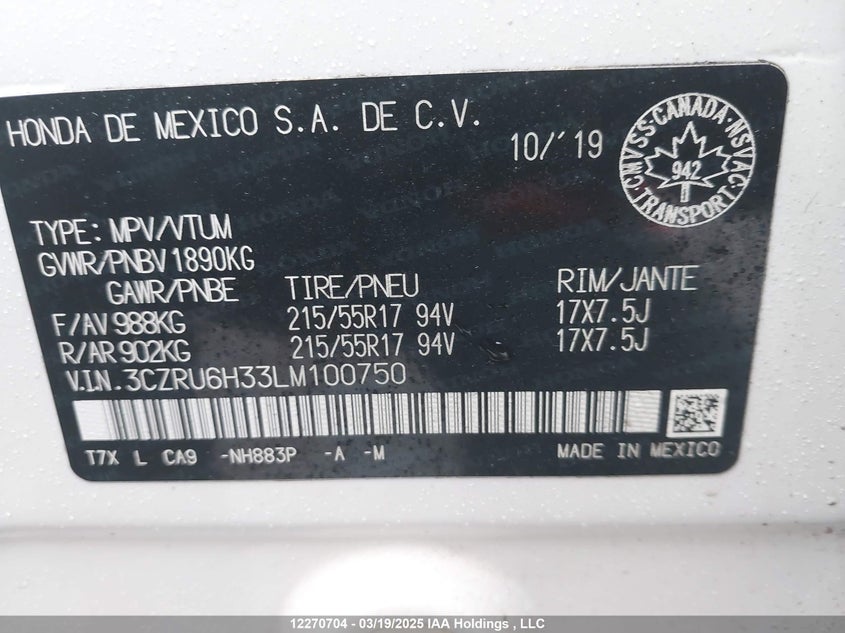 HONDA DE MEXICO S.A. DE C.V.
10/'19
CMVSS·CANADA·NSVAC·TRANSPORT·
942
TYPE: MPV/VTUM
GVWR/PNBV 1890KG
GAWR/PNBE TIRE/PNEU RIM/JANTE
F/AV 988KG 215/55R17 94V 17X7.5J
R/AR 902KG 215/55R17 94V 17X7.5J
V.I.N. 3CZRU6H33LM100750
T7X L CA9 -NH883P -A -M MADE IN MEXICO
12270704 - 03/19/2025 IAA Holdings , LLC